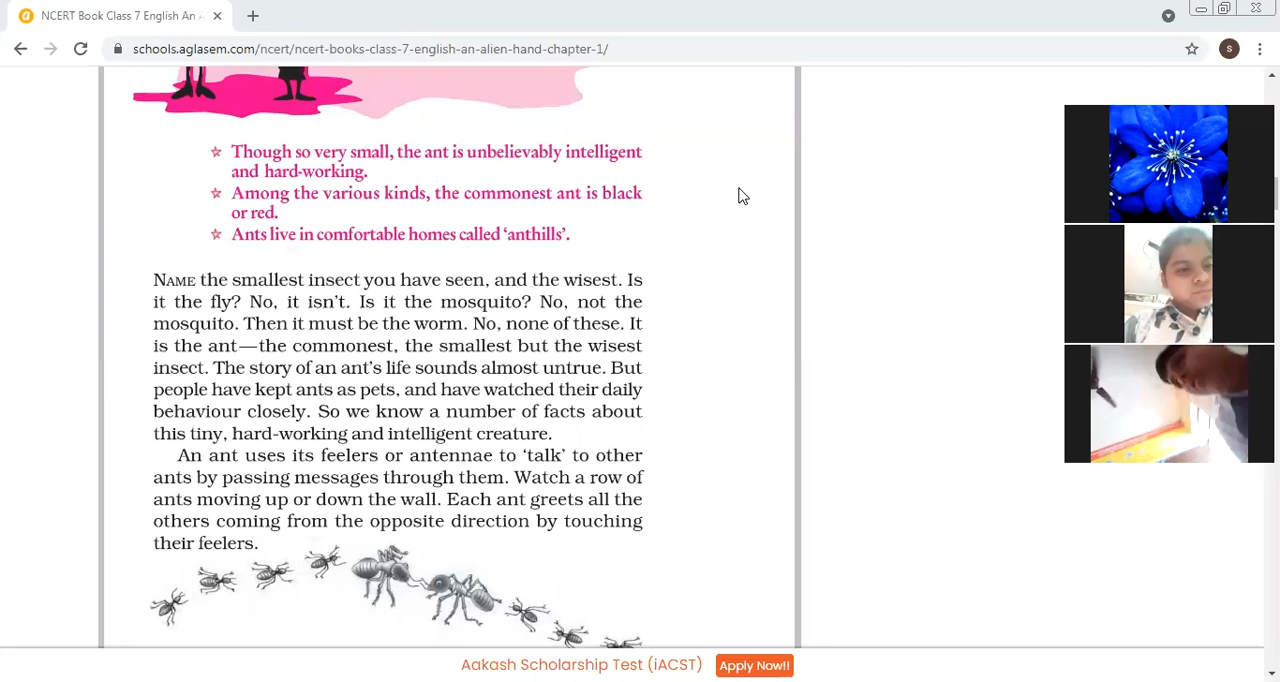 NCERT Book Class 7 English An A
schools.aglasem.com/ncert/ncert-books-class-7-english-an-alien-hand-chapter-1/
S
☆ Though so very small, the ant is unbelievably intelligent
and hard-working.
☆ Among the various kinds, the commonest ant is black
or red.
☆ Ants live in comfortable homes called ‘anthills’.
NAME the smallest insect you have seen, and the wisest. Is
it the fly? No, it isn't. Is it the mosquito? No, not the
mosquito. Then it must be the worm. No, none of these. It
is the ant—the commonest, the smallest but the wisest
insect. The story of an ant's life sounds almost untrue. But
people have kept ants as pets, and have watched their daily
behaviour closely. So we know a number of facts about
this tiny, hard-working and intelligent creature.
An ant uses its feelers or antennae to ‘talk’ to other
ants by passing messages through them. Watch a row of
ants moving up or down the wall. Each ant greets all the
others coming from the opposite direction by touching
their feelers.
Aakash Scholarship Test (iACST) Apply Now!!